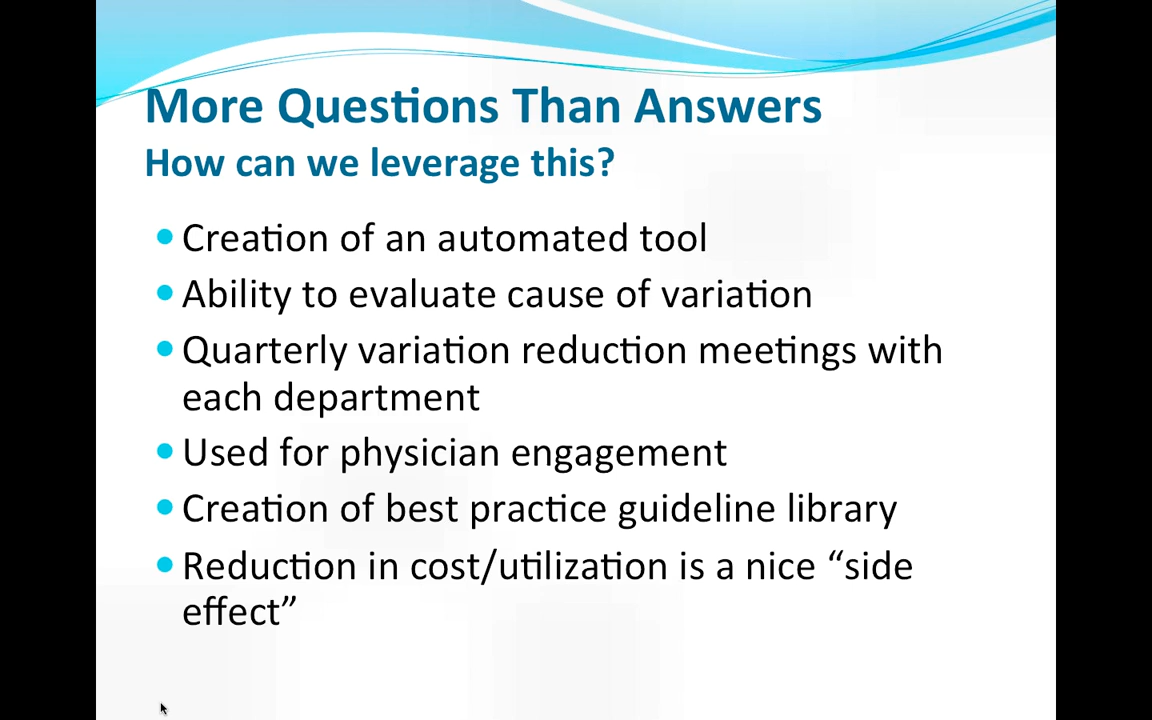 More Questions Than Answers
How can we leverage this?
• Creation of an automated tool
• Ability to evaluate cause of variation
• Quarterly variation reduction meetings with
each department
• Used for physician engagement
• Creation of best practice guideline library
• Reduction in cost/utilization is a nice “side
effect”